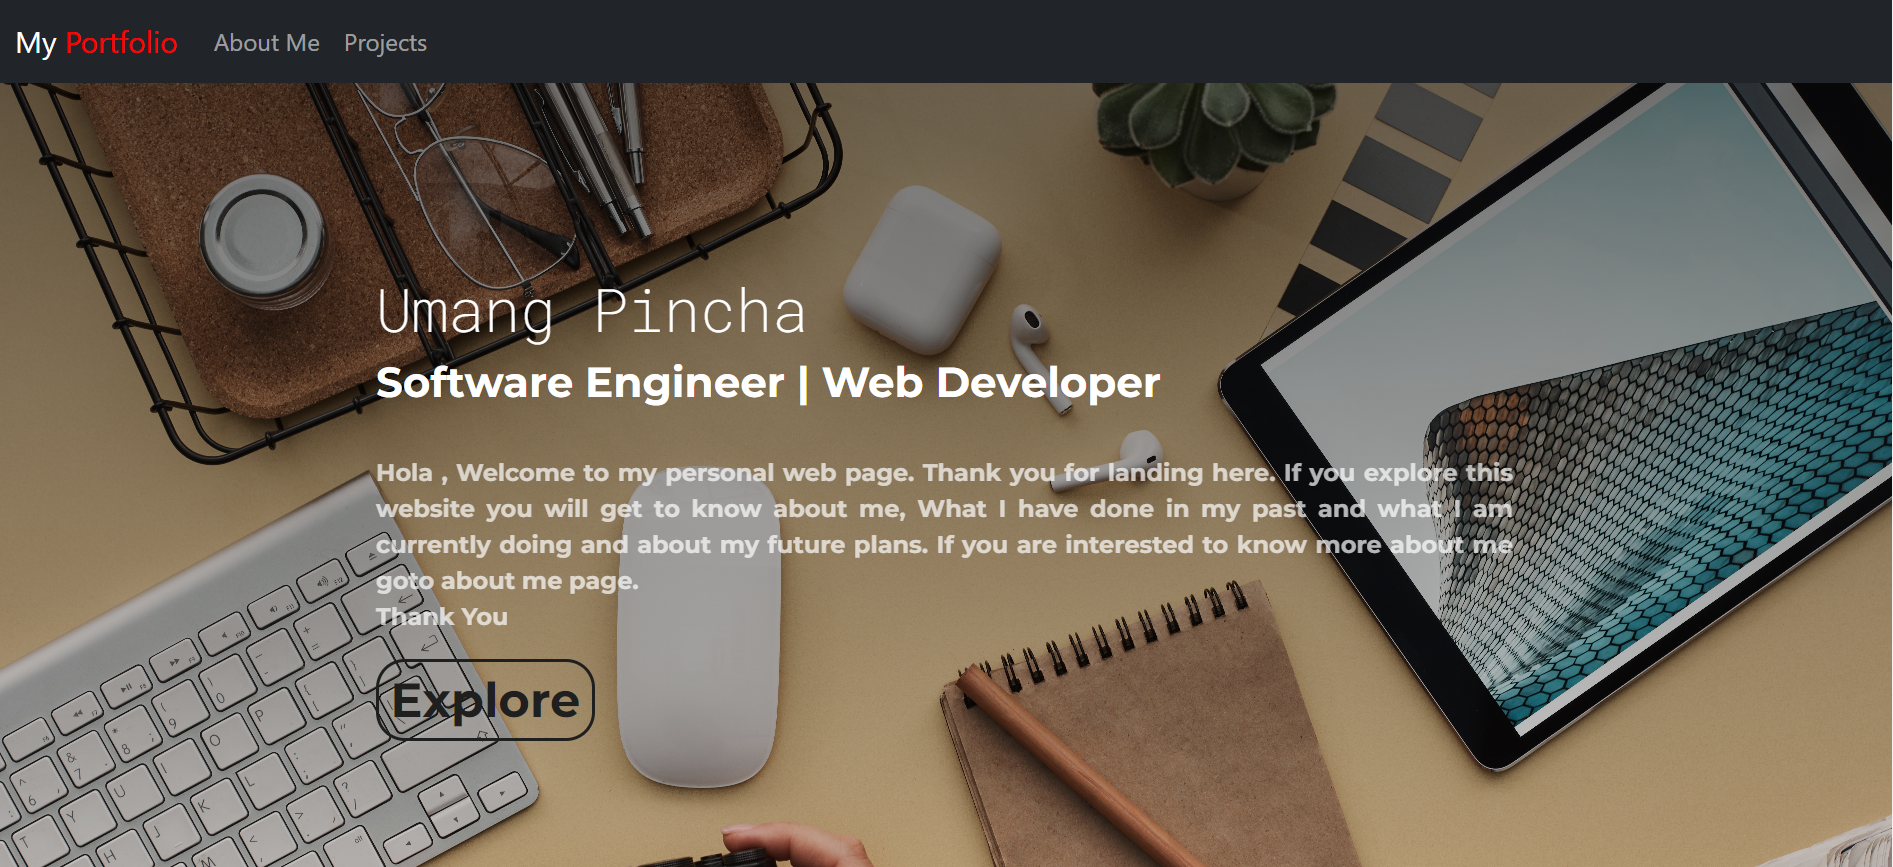 My Portfolio About Me Projects
Umang Pincha
Software Engineer | Web Developer
Hola , Welcome to my personal web page. Thank you for landing here. If you explore this
website you will get to know about me, What I have done in my past and what I am
currently doing and about my future plans. If you are interested to know more about me
goto about me page.
Thank You
Explore